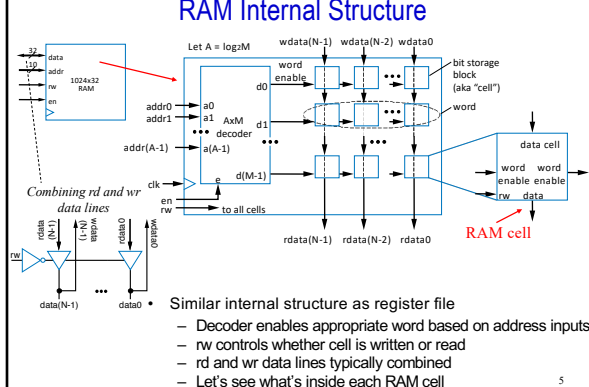 RAM Internal Structure
32
data
10
addr
rw
en
1024x32
RAM
Let A = log2M
wdata(N-1) wdata(N-2) wdata0
word
enable
bit storage
block
(aka “cell”)
word
d0
addr0 a0
addr1 a1
AxM
decoder
d1
addr(A-1) a(A-1)
d(M-1)
clk
e
en
rw to all cells
rdata(N-1) rdata(N-2) rdata0
data cell
word word
enable enable
rw data
RAM cell
Combining rd and wr
data lines
rdata
(N-1)
wdata
(N-1)
rdata0
wdata0
rw
data(N-1) data0
• Similar internal structure as register file
– Decoder enables appropriate word based on address inputs
– rw controls whether cell is written or read
– rd and wr data lines typically combined
– Let’s see what’s inside each RAM cell
5